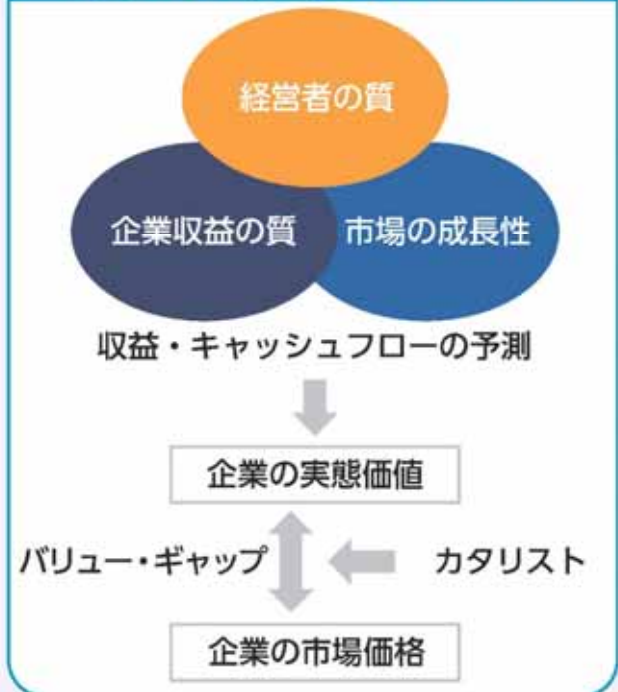 経営者の質
企業収益の質 市場の成長性
収益・キャッシュフローの予測
企業の実態価値
バリュー・ギャップ カタリスト
企業の市場価格